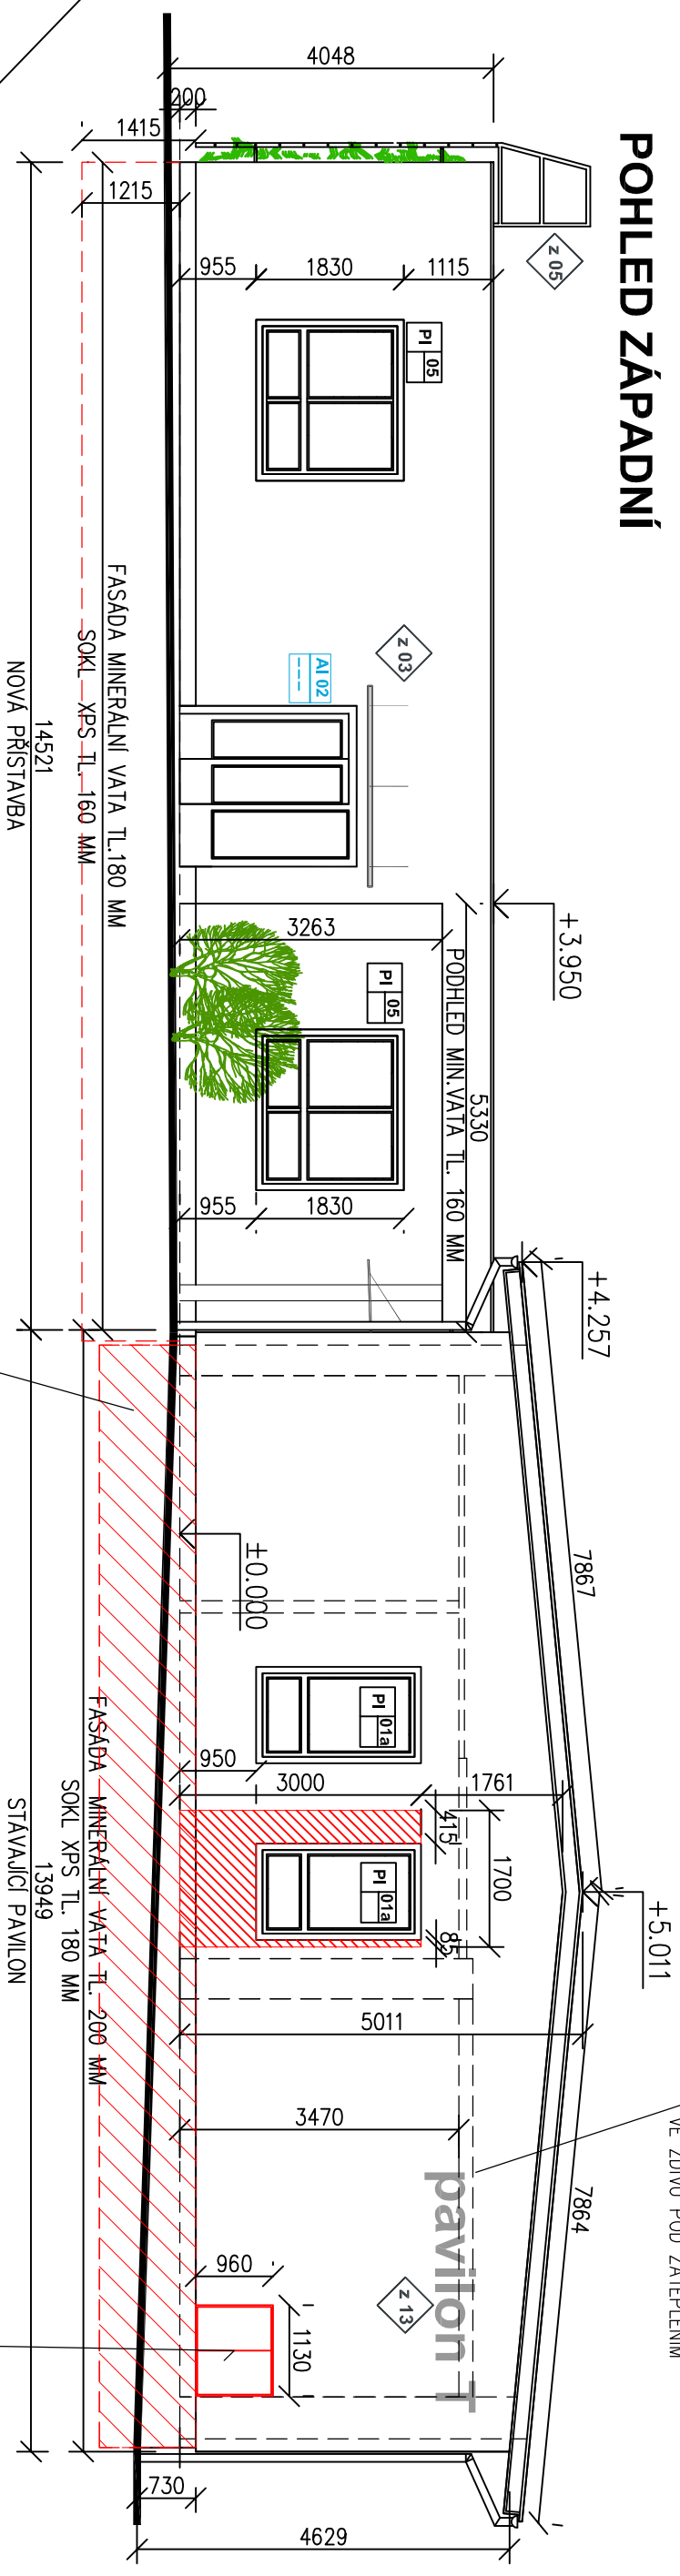 POHLED ZÁPADNÍ
4048
200
1415
1215
955
1830
1115
z 05
PI 05
z 03
AI 02
---
+3.950
3263
PI 05
PODHLED MIN.VATA TL. 160 MM
5330
955
1830
+4.257
7867
±0.000
PI 01a
950
3000
1761
415
1700
PI 01a
85
+5.011
5011
3470
7864
VE ZDIVU POD ZATEPLENÍM
pavilon T
z 13
960
1130
730
4629
FASÁDA MINERÁLNÍ VATA TL.180 MM
SOKL XPS TL. 160 MM
14521
NOVÁ PŘÍSTAVBA
FASÁDA MINERÁLNÍ VATA TL. 200 MM
SOKL XPS TL. 180 MM
13949
STÁVAJÍCÍ PAVILON